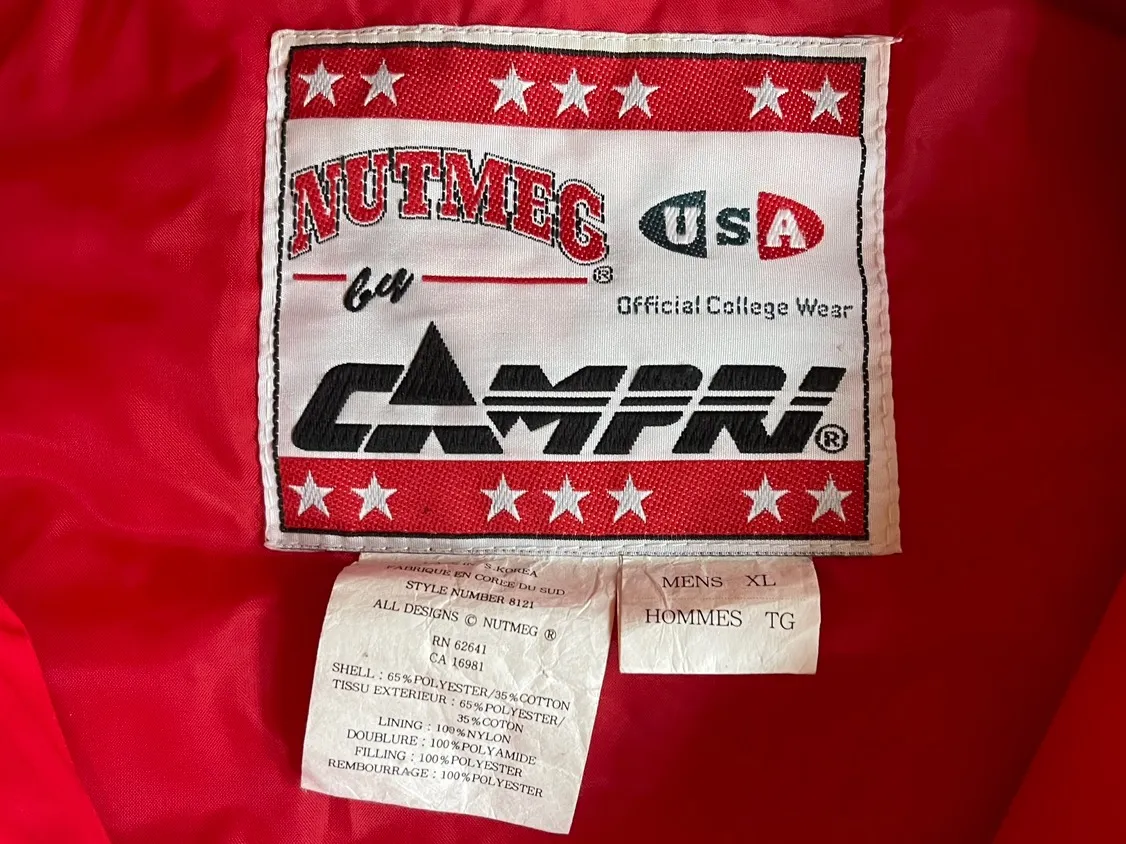 NUTMEG®
by
CAMPRI®
USA
Official College Wear
S. KOREA
FABRIQUE EN COREE DU SUD
STYLE NUMBER 8121
ALL DESIGNS © NUTMEG ®
RN 62641
CA 16981
SHELL : 65%POLYESTER/35%COTTON
TISSU EXTERIEUR : 65%POLYESTER/
35%COTON
LINING : 100%NYLON
DOUBLURE : 100%POLYAMIDE
FILLING : 100%POLYESTER
REMBOURRAGE : 100%POLYESTER
MENS XL
HOMMES TG